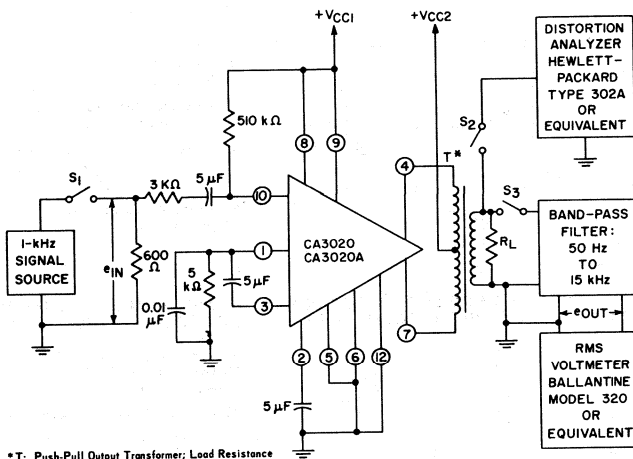 +VCC1
+VCC2
DISTORTION
ANALYZER
HEWLETT-
PACKARD
TYPE 302A
OR
EQUIVALENT
510 kΩ
8
9
S2
4
T*
S1
3 KΩ
5 μF
10
S3
1-kHz
SIGNAL
SOURCE
eIN
600
Ω
1
CA3020
CA3020A
RL
BAND-PASS
FILTER:
50 Hz
TO
15 kHz
5
kΩ
5 μF
0.01
μF
3
7
eOUT
2
5
6
12
RMS
VOLTMETER
BALLANTINE
MODEL 320
OR
EQUIVALENT
5 μF
*T: Push-Pull Output Transformer; Load Resistance